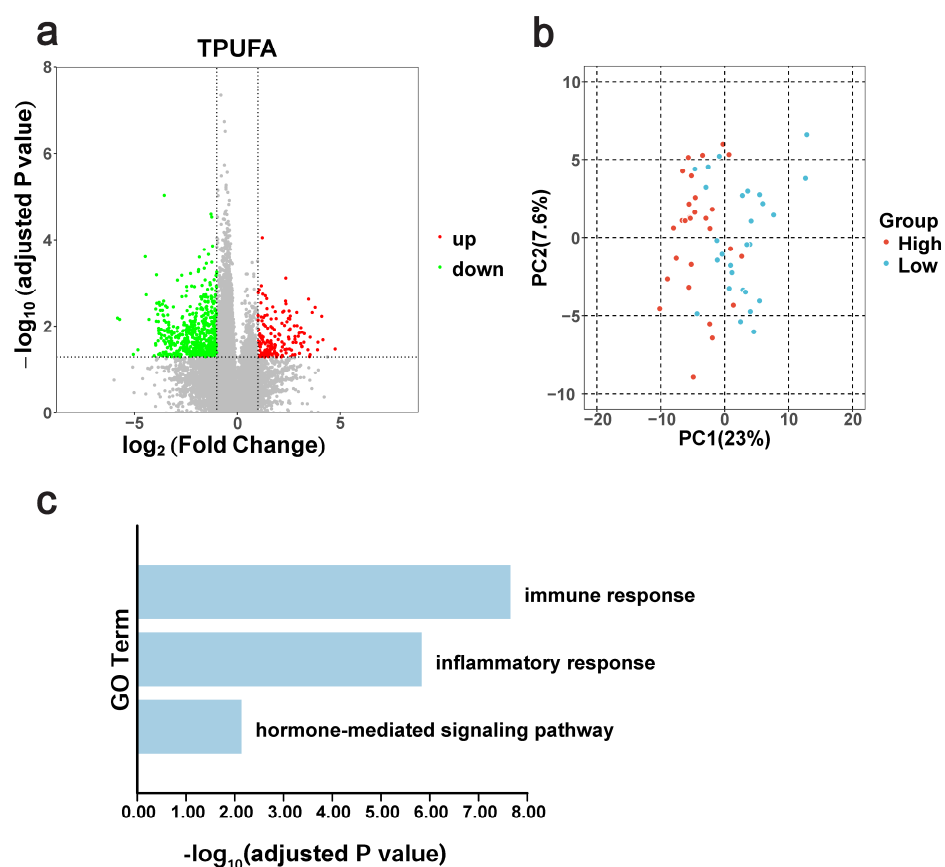 a
TPUFA
8
6
4
2
0
−5
0
5
−log₁₀ (adjusted P value)
log₂ (Fold Change)
up
down
b
10
5
0
−5
−10
−20
−10
0
10
20
PC2(7.6%)
PC1(23%)
Group
High
Low
c
GO Term
immune response
inflammatory response
hormone-mediated signaling pathway
0.00 1.00 2.00 3.00 4.00 5.00 6.00 7.00 8.00
-log₁₀(adjusted P value)